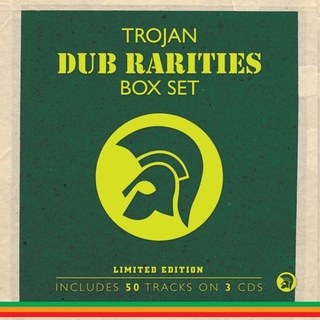 TROJAN
DUB RARITIES
BOX SET
LIMITED EDITION
INCLUDES 50 TRACKS ON 3 CDS